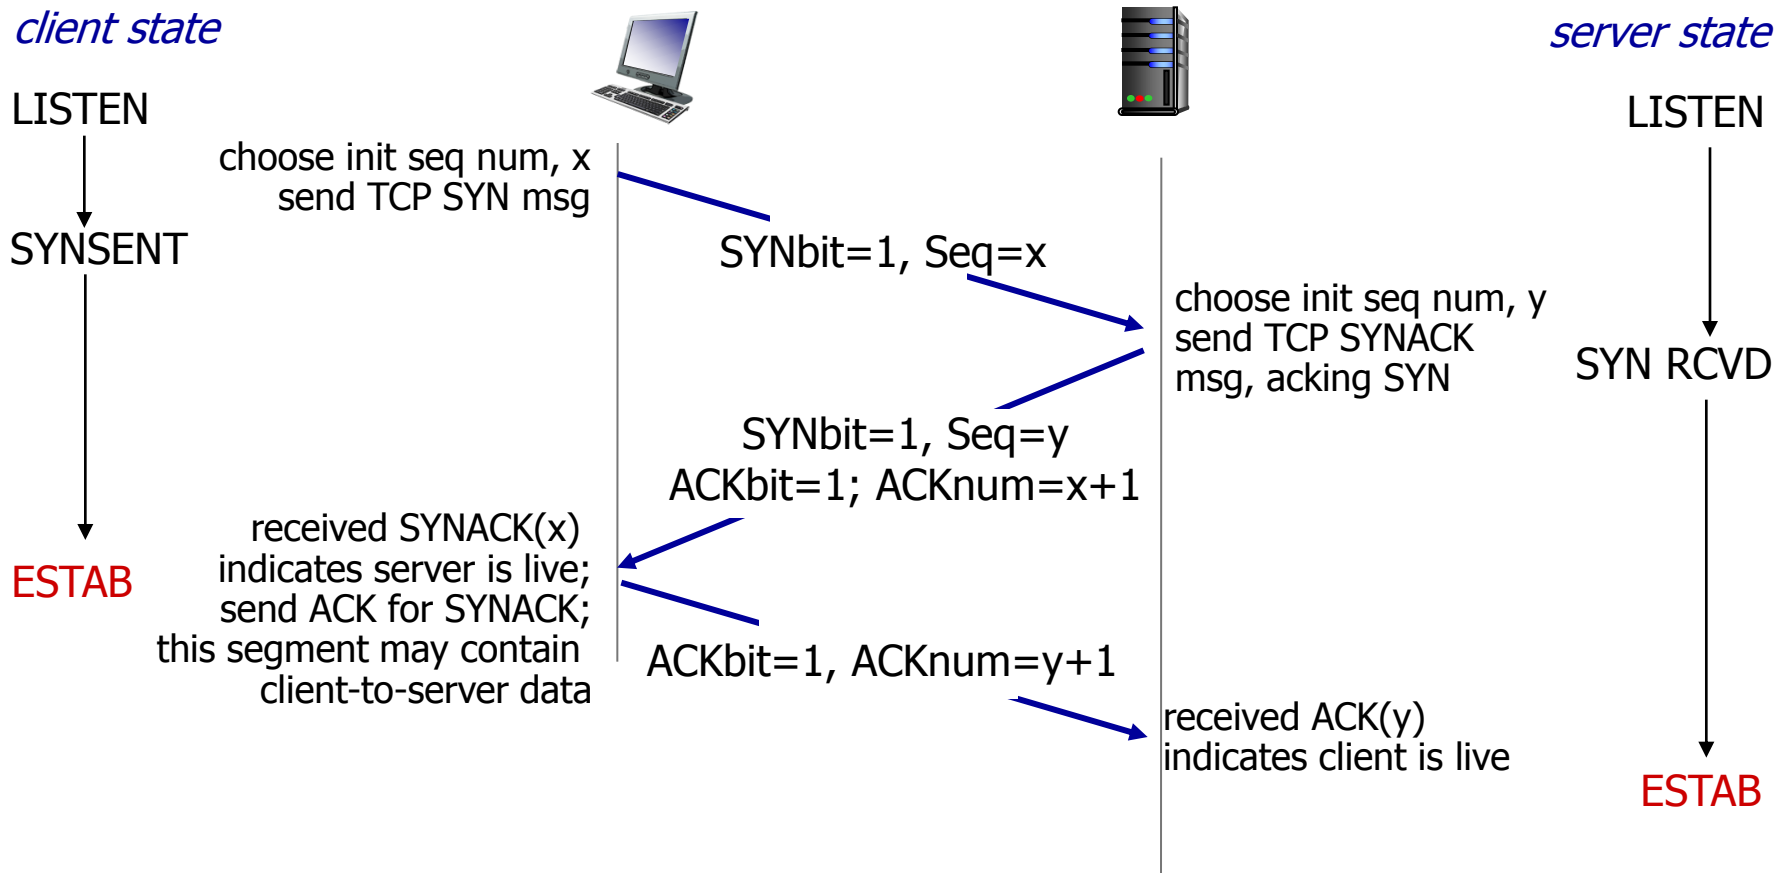 client state
server state
LISTEN
LISTEN
choose init seq num, x
send TCP SYN msg
SYNSENT
SYNbit=1, Seq=x
choose init seq num, y
send TCP SYNACK
msg, acking SYN
SYN RCVD
SYNbit=1, Seq=y
ACKbit=1; ACKnum=x+1
received SYNACK(x)
indicates server is live;
send ACK for SYNACK;
this segment may contain
client-to-server data
ESTAB
ACKbit=1, ACKnum=y+1
received ACK(y)
indicates client is live
ESTAB